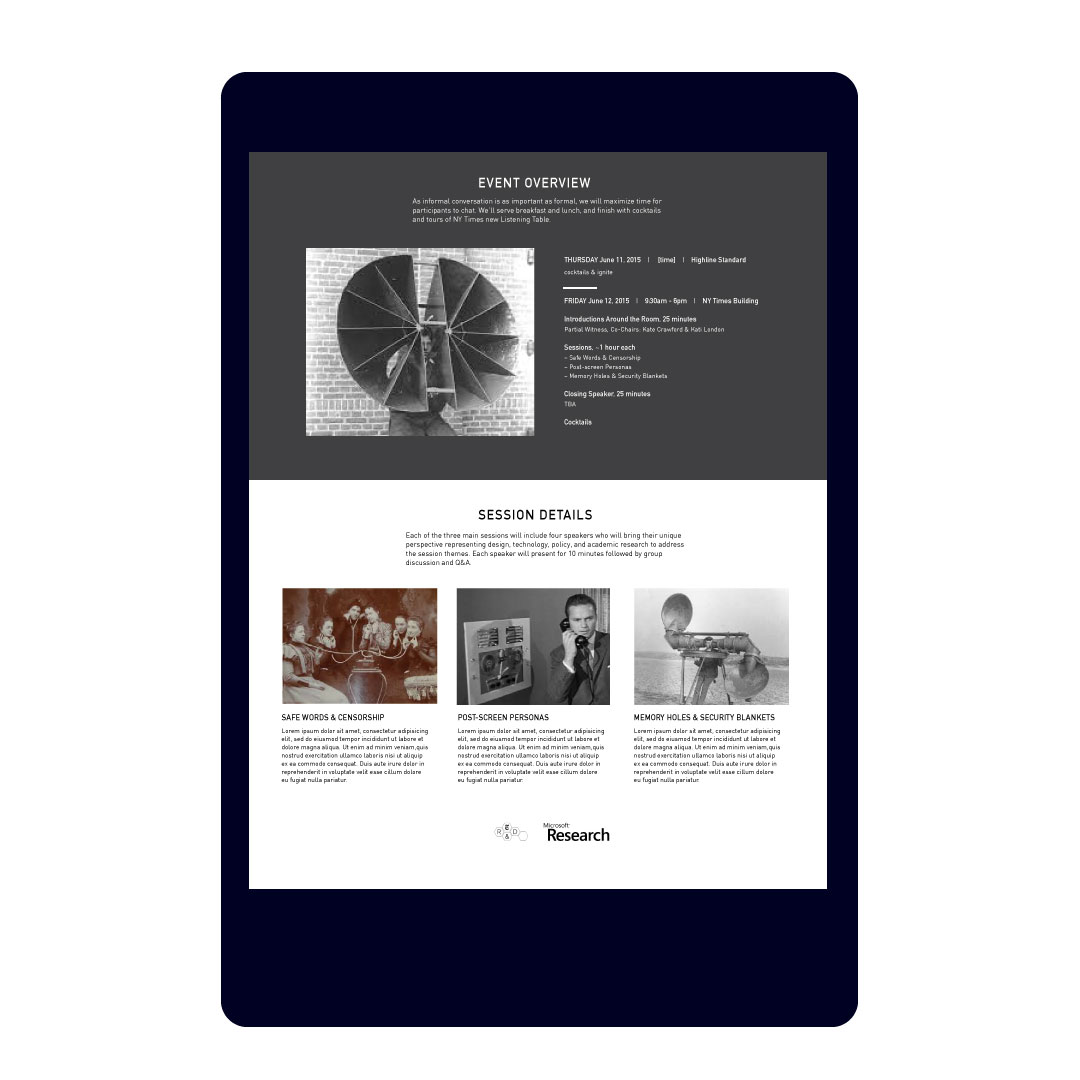 EVENT OVERVIEW
As informal conversation is as important as formal, we will maximize time for
participants to chat. We'll serve breakfast and lunch, and finish with cocktails
and tours of NY Times new Listening Table.
THURSDAY June 11, 2015 | [time] | Highline Standard
cocktails & ignite
FRIDAY June 12, 2015 | 9.30am - 6pm | NY Times Building
Introductions Around the Room, 25 minutes
Partial Witness, Co-Chairs: Kate Crawford & Kati London
Sessions, ~1 hour each
– Safe Words & Censorship
– Post-screen Personas
– Memory Holes & Security Blankets
Closing Speaker, 25 minutes
TBA
Cocktails
SESSION DETAILS
Each of the three main sessions will include four speakers who will bring their unique
perspective representing design, technology, policy, and academic research to address
the session themes. Each speaker will present for 10 minutes followed by group
discussion and Q&A.
SAFE WORDS & CENSORSHIP
Lorem ipsum dolor sit amet, consectetur adipisicing
elit, sed do eiusmod tempor incididunt ut labore et
dolore magna aliqua. Ut enim ad minim veniam,quis
nostrud exercitation ullamco laboris nisi ut aliquip
ex ea commodo consequat. Duis aute irure dolor in
reprehenderit in voluptate velit esse cillum dolore
eu fugiat nulla pariatur.
POST-SCREEN PERSONAS
Lorem ipsum dolor sit amet, consectetur adipisicing
elit, sed do eiusmod tempor incididunt ut labore et
dolore magna aliqua. Ut enim ad minim veniam,quis
nostrud exercitation ullamco laboris nisi ut aliquip
ex ea commodo consequat. Duis aute irure dolor in
reprehenderit in voluptate velit esse cillum dolore
eu fugiat nulla pariatur.
MEMORY HOLES & SECURITY BLANKETS
Lorem ipsum dolor sit amet, consectetur adipisicing
elit, sed do eiusmod tempor incididunt ut labore et
dolore magna aliqua. Ut enim ad minim veniam,quis
nostrud exercitation ullamco laboris nisi ut aliquip
ex ea commodo consequat. Duis aute irure dolor in
reprehenderit in voluptate velit esse cillum dolore
eu fugiat nulla pariatur.
R & D
Microsoft
Research